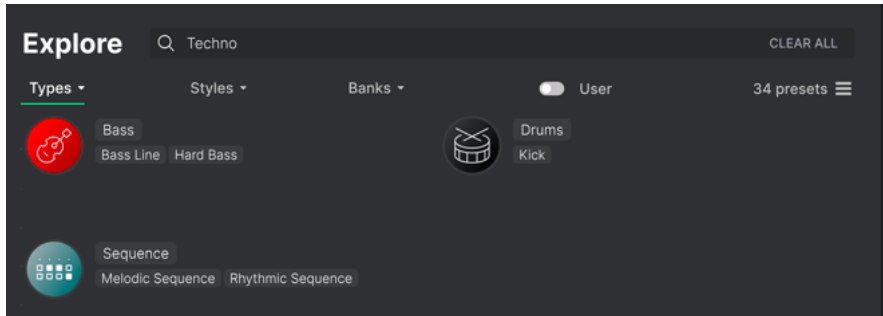 Explore Techno CLEAR ALL
Types Styles Banks User 34 presets
Bass
Bass Line Hard Bass
Drums
Kick
Sequence
Melodic Sequence Rhythmic Sequence